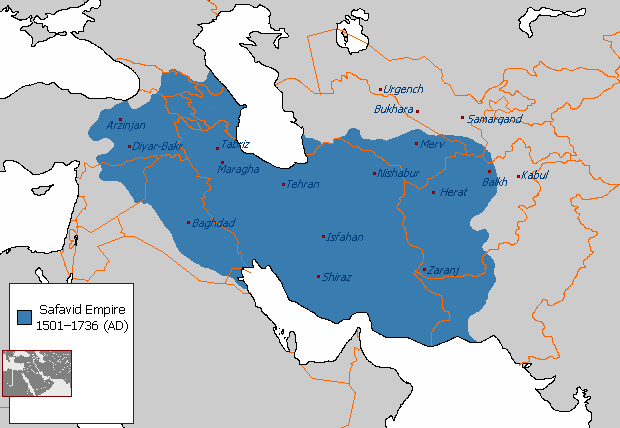 Urgench
Bukhara
Samarqand
Arzinjan
Diyar-Bakr
Tabriz
Merv
Maragha
Nishabur
Balkh
Kabul
Tehran
Herat
Baghdad
Isfahan
Shiraz
Zaranj
Safavid Empire
1501–1736 (AD)